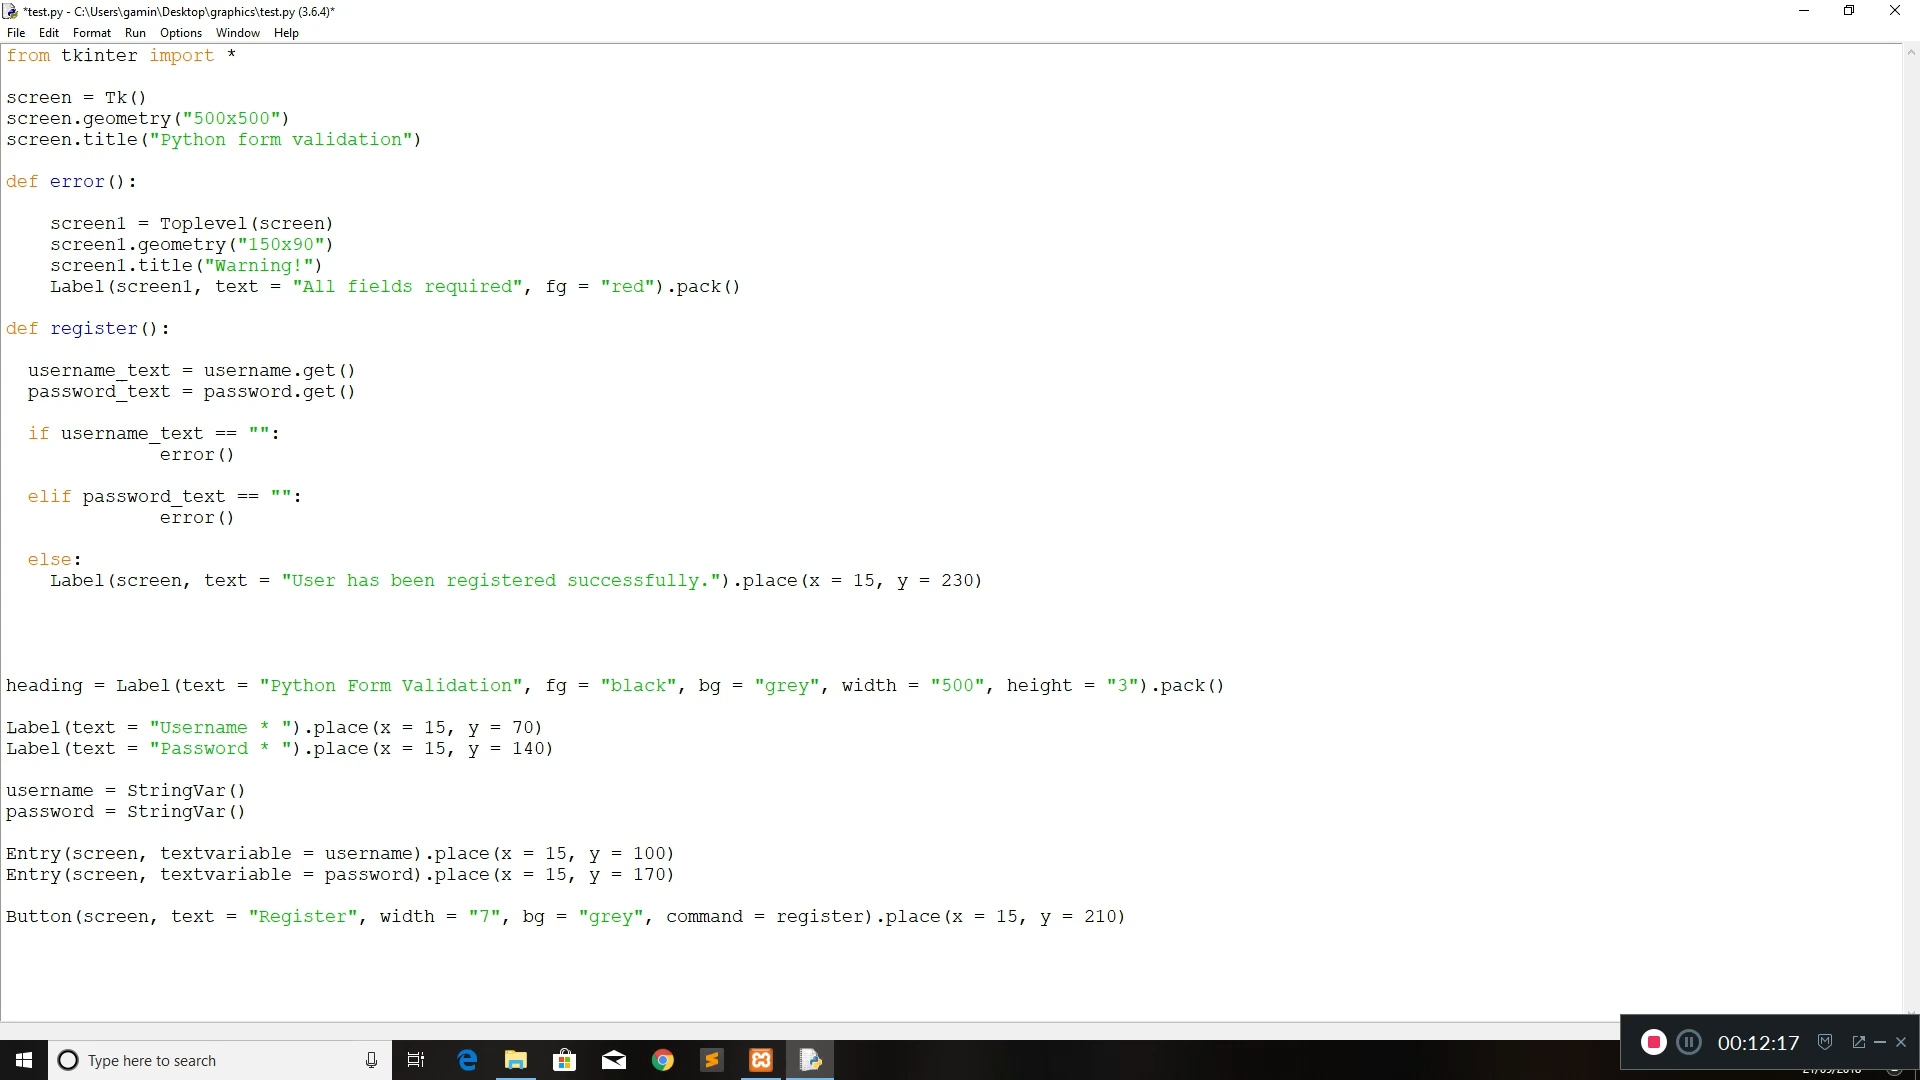 *test.py - C:\Users\gamin\Desktop\graphics\test.py (3.6.4)*
File Edit Format Run Options Window Help
from tkinter import *
screen = Tk()
screen.geometry("500x500")
screen.title("Python form validation")
def error():
    screen1 = Toplevel(screen)
    screen1.geometry("150x90")
    screen1.title("Warning!")
    Label(screen1, text = "All fields required", fg = "red").pack()
def register():
  username_text = username.get()
  password_text = password.get()
  if username_text == "":
              error()
  elif password_text == "":
              error()
  else:
    Label(screen, text = "User has been registered successfully.").place(x = 15, y = 230)
heading = Label(text = "Python Form Validation", fg = "black", bg = "grey", width = "500", height = "3").pack()
Label(text = "Username * ").place(x = 15, y = 70)
Label(text = "Password * ").place(x = 15, y = 140)
username = StringVar()
password = StringVar()
Entry(screen, textvariable = username).place(x = 15, y = 100)
Entry(screen, textvariable = password).place(x = 15, y = 170)
Button(screen, text = "Register", width = "7", bg = "grey", command = register).place(x = 15, y = 210)
Type here to search
00:12:17